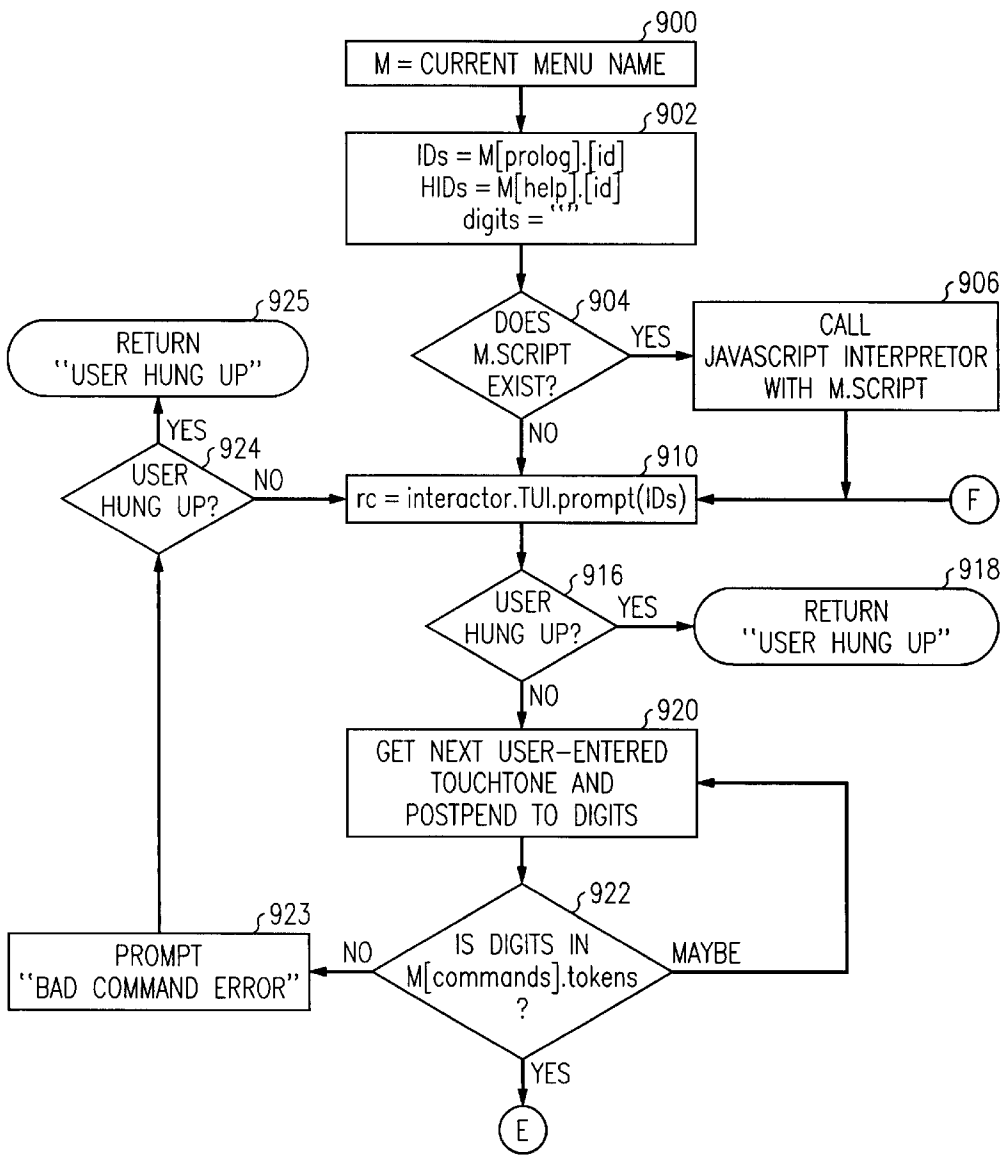 900
M = CURRENT MENU NAME
902
IDs = M[prolog].[id]
HIDs = M[help].[id]
digits = “”
904
DOES
M.SCRIPT
EXIST?
YES
NO
906
CALL
JAVASCRIPT INTERPRETOR
WITH M.SCRIPT
925
RETURN
“USER HUNG UP”
YES
924
USER
HUNG UP?
NO
910
rc = interactor.TUI.prompt(IDs)
F
916
USER
HUNG UP?
YES
NO
918
RETURN
“USER HUNG UP”
920
GET NEXT USER-ENTERED
TOUCHTONE AND
POSTPEND TO DIGITS
922
IS DIGITS IN
M[commands].tokens
?
NO
MAYBE
YES
923
PROMPT
“BAD COMMAND ERROR”
E